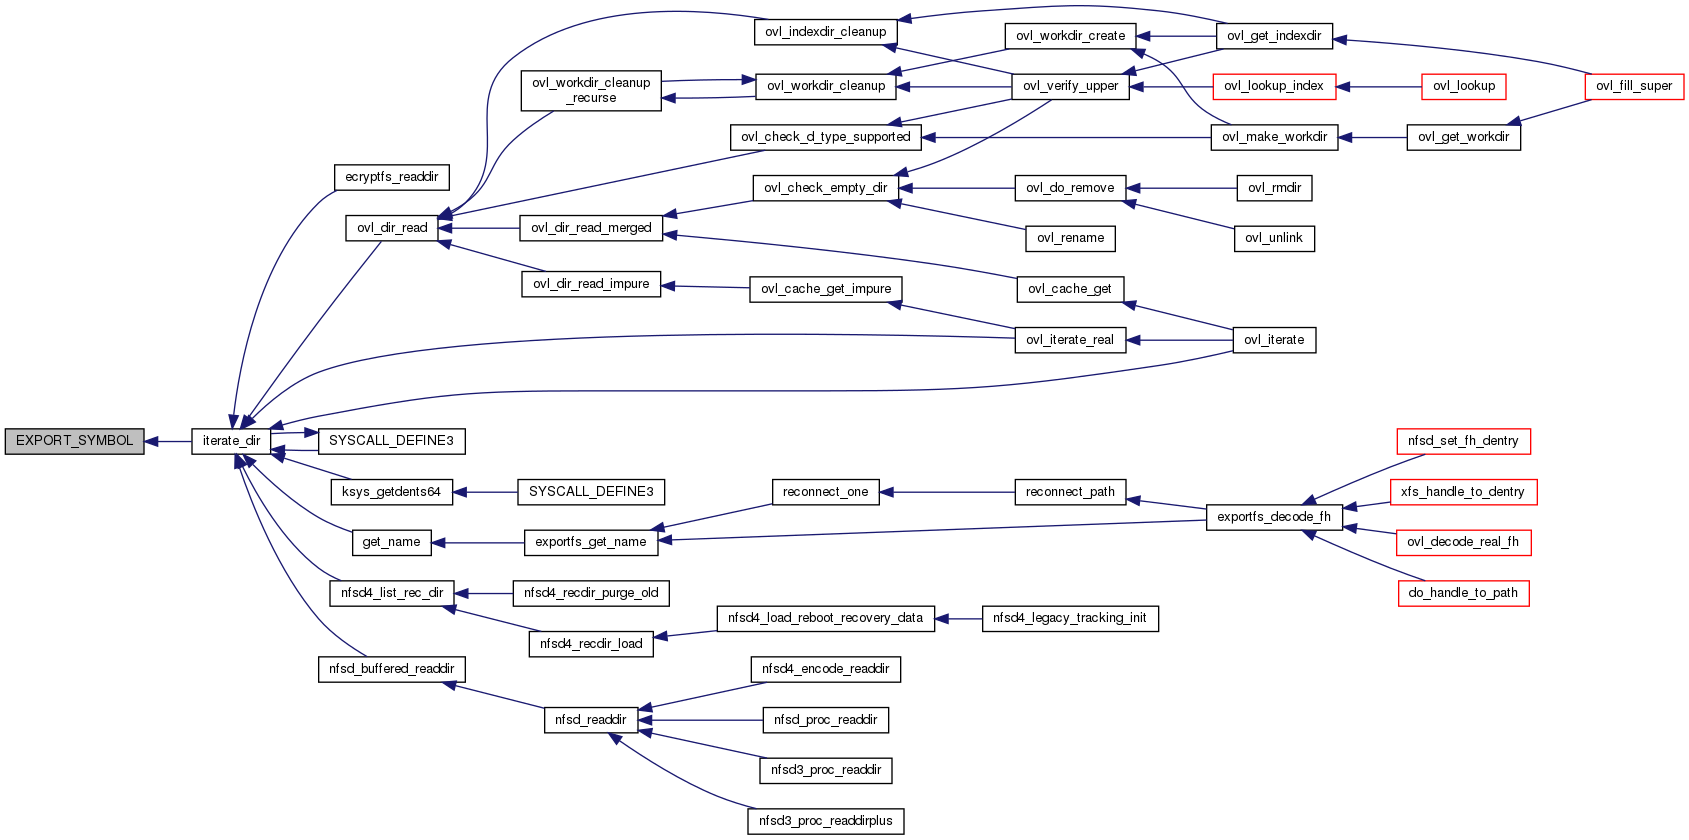 ovl_indexdir_cleanup
ovl_workdir_create
ovl_get_indexdir
ovl_workdir_cleanup
_recurse
ovl_workdir_cleanup
ovl_verify_upper
ovl_lookup_index
ovl_lookup
ovl_fill_super
ovl_check_d_type_supported
ovl_make_workdir
ovl_get_workdir
ecryptfs_readdir
ovl_check_empty_dir
ovl_do_remove
ovl_rmdir
ovl_dir_read
ovl_dir_read_merged
ovl_rename
ovl_unlink
ovl_dir_read_impure
ovl_cache_get_impure
ovl_cache_get
ovl_iterate_real
ovl_iterate
EXPORT_SYMBOL
iterate_dir
SYSCALL_DEFINE3
nfsd_set_fh_dentry
ksys_getdents64
SYSCALL_DEFINE3
reconnect_one
reconnect_path
xfs_handle_to_dentry
exportfs_decode_fh
get_name
exportfs_get_name
ovl_decode_real_fh
nfsd4_list_rec_dir
nfsd4_recdir_purge_old
do_handle_to_path
nfsd4_load_reboot_recovery_data
nfsd4_legacy_tracking_init
nfsd4_recdir_load
nfsd_buffered_readdir
nfsd4_encode_readdir
nfsd_readdir
nfsd_proc_readdir
nfsd3_proc_readdir
nfsd3_proc_readdirplus